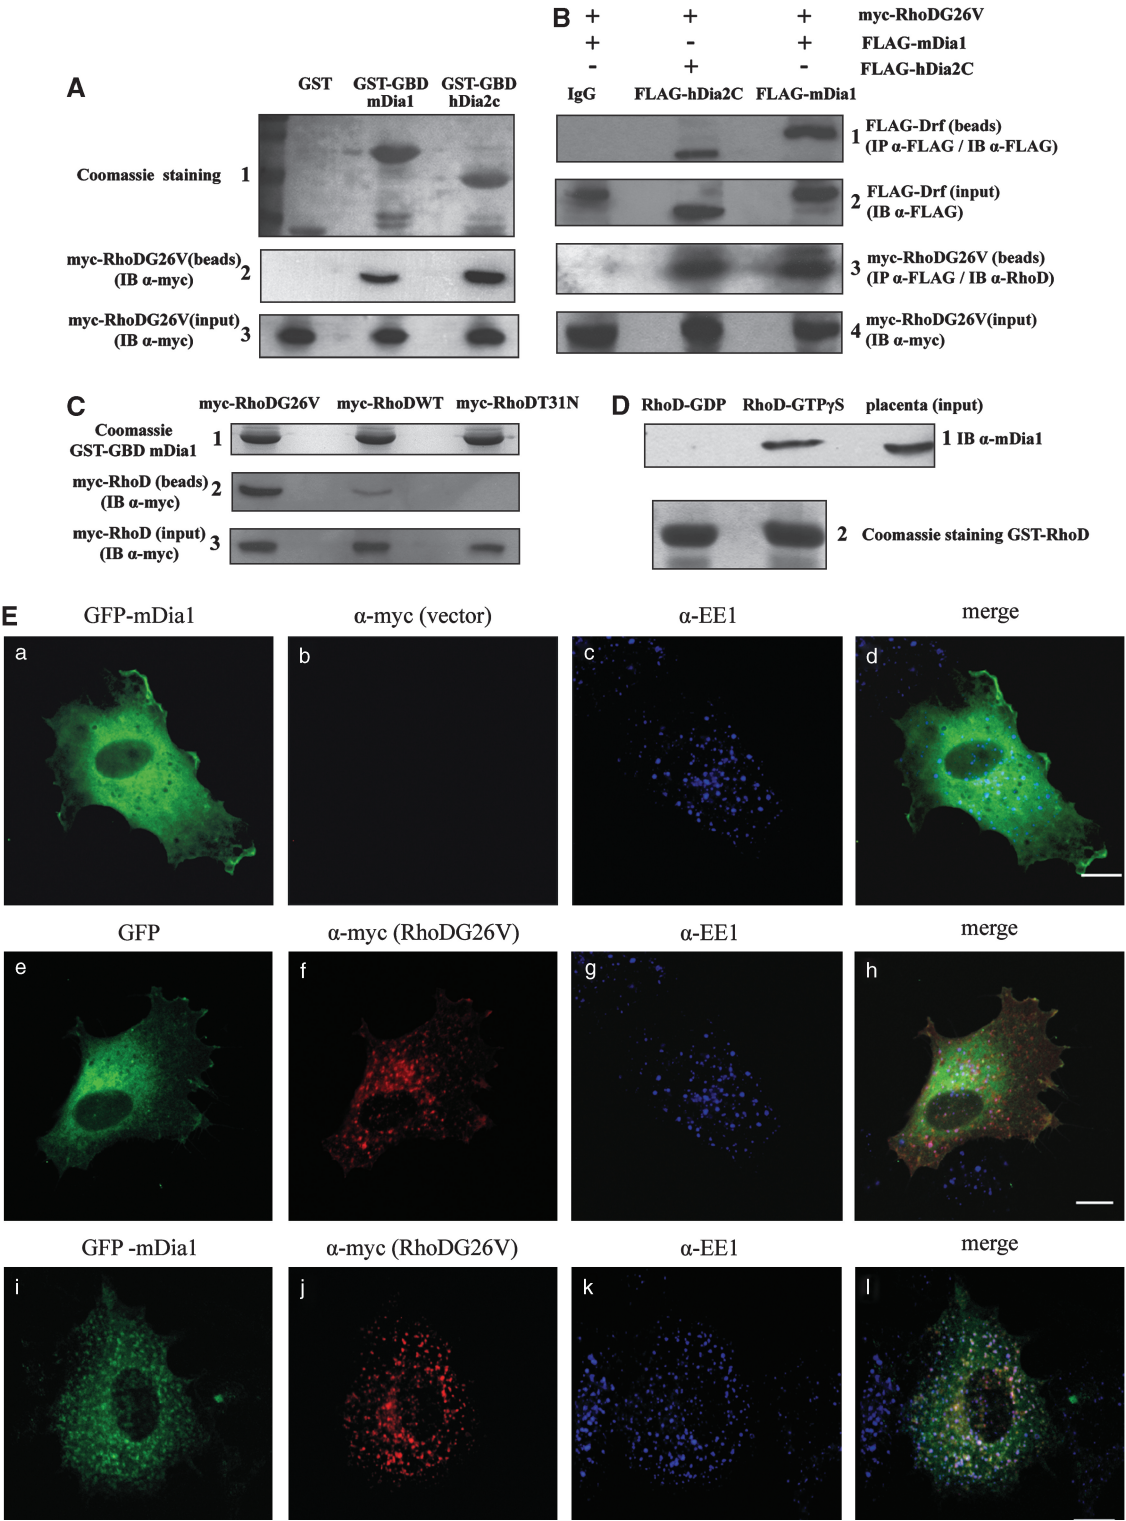 A
GST GST-GBD mDia1 GST-GBD hDia2c
Coomassie staining 1
myc-RhoDG26V(beads) 2
(IB α-myc)
myc-RhoDG26V(input) 3
(IB α-myc)
B
+ + + myc-RhoDG26V
+ - + FLAG-mDia1
- + - FLAG-hDia2C
IgG FLAG-hDia2C FLAG-mDia1
1 FLAG-Drf (beads)
(IP α-FLAG / IB α-FLAG)
2 FLAG-Drf (input)
(IB α-FLAG)
3 myc-RhoDG26V (beads)
(IP α-FLAG / IB α-RhoD)
4 myc-RhoDG26V(input)
(IB α-myc)
C
myc-RhoDG26V myc-RhoDWT myc-RhoDT31N
Coomassie
GST-GBD mDia1 1
myc-RhoD (beads) 2
(IB α-myc)
myc-RhoD (input) 3
(IB α-myc)
D
RhoD-GDP RhoD-GTPγS placenta (input)
1 IB α-mDia1
2 Coomassie staining GST-RhoD
E
GFP-mDia1 α-myc (vector) α-EE1 merge
a b c d
GFP α-myc (RhoDG26V) α-EE1 merge
e f g h
GFP -mDia1 α-myc (RhoDG26V) α-EE1 merge
i j k l